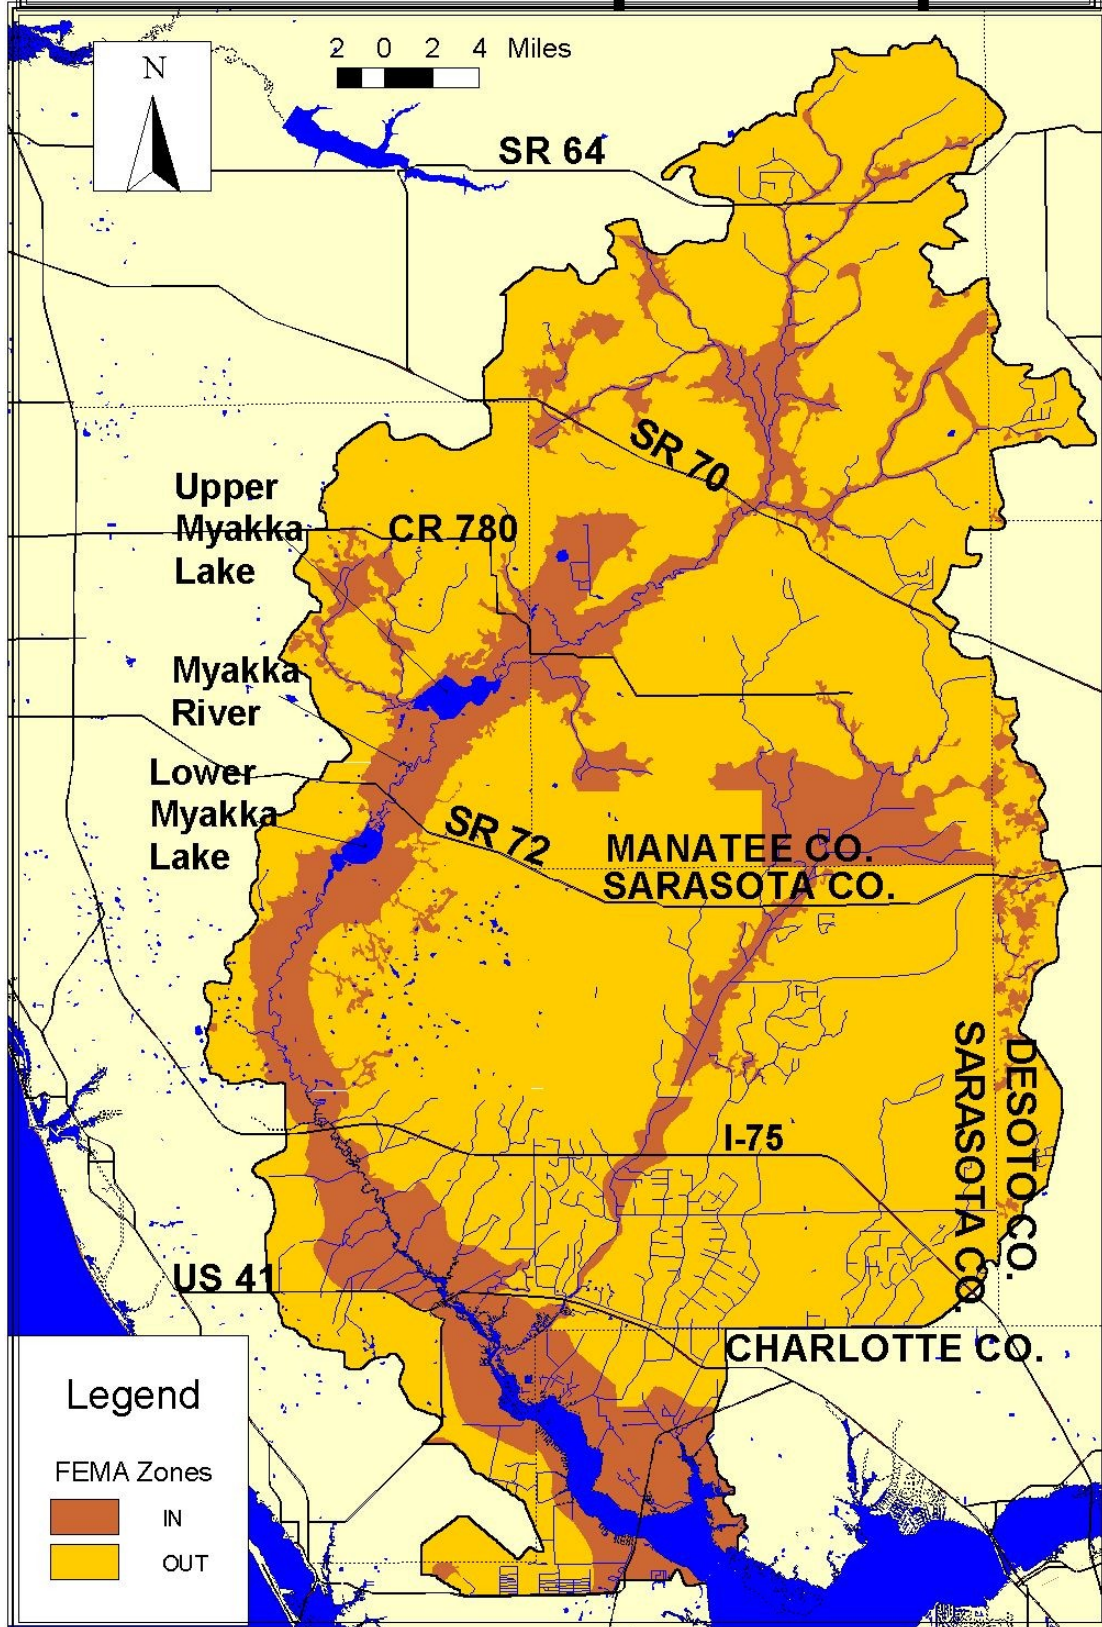 2 0 2 4 Miles
N
SR 64
SR 70
Upper
Myakka
Lake
CR 780
Myakka
River
Lower
Myakka
Lake
SR 72
MANATEE CO.
SARASOTA CO.
DESOTO CO.
SARASOTA CO.
I-75
US 41
CHARLOTTE CO.
Legend
FEMA Zones
IN
OUT